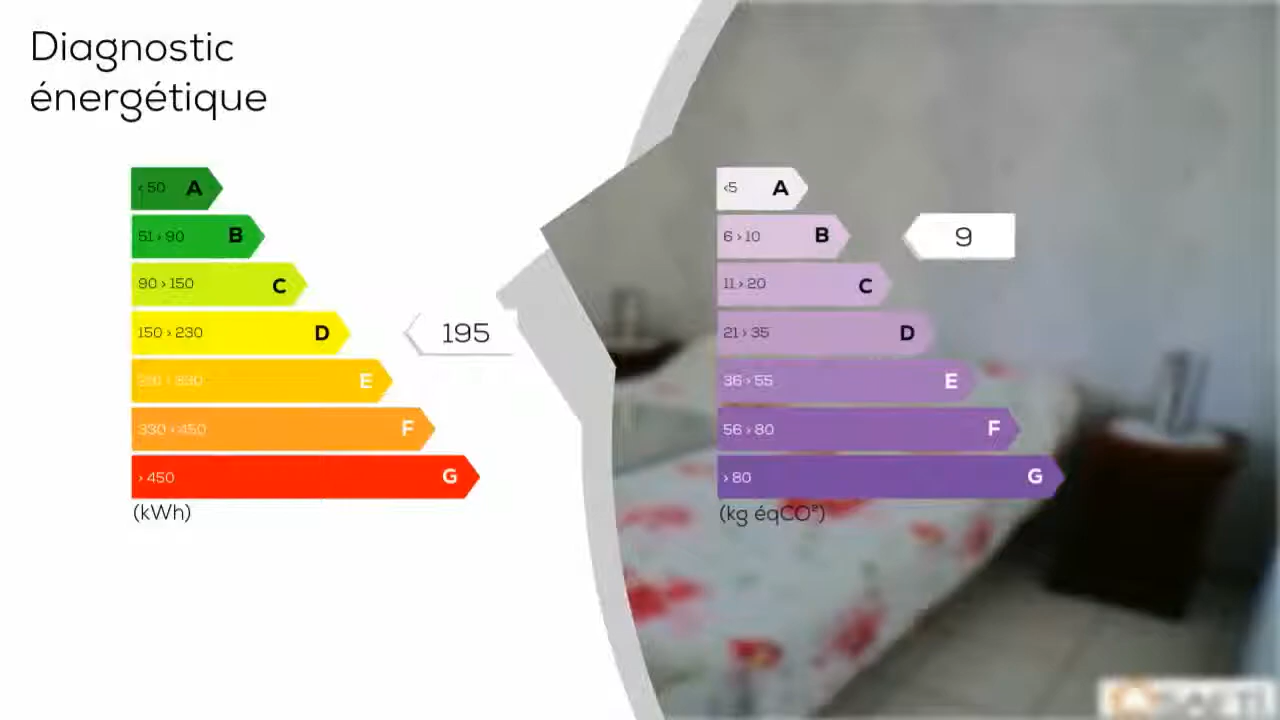 Diagnostic
énergétique
< 50 A
51 > 90 B
90 > 150 C
150 > 230 D
195
E
330 > 450 F
> 450 G
(kWh)
<5 A
6 > 10 B
9
11 > 20 C
21 > 35 D
36 > 55 E
56 > 80 F
> 80 G
(kg éqCO²)